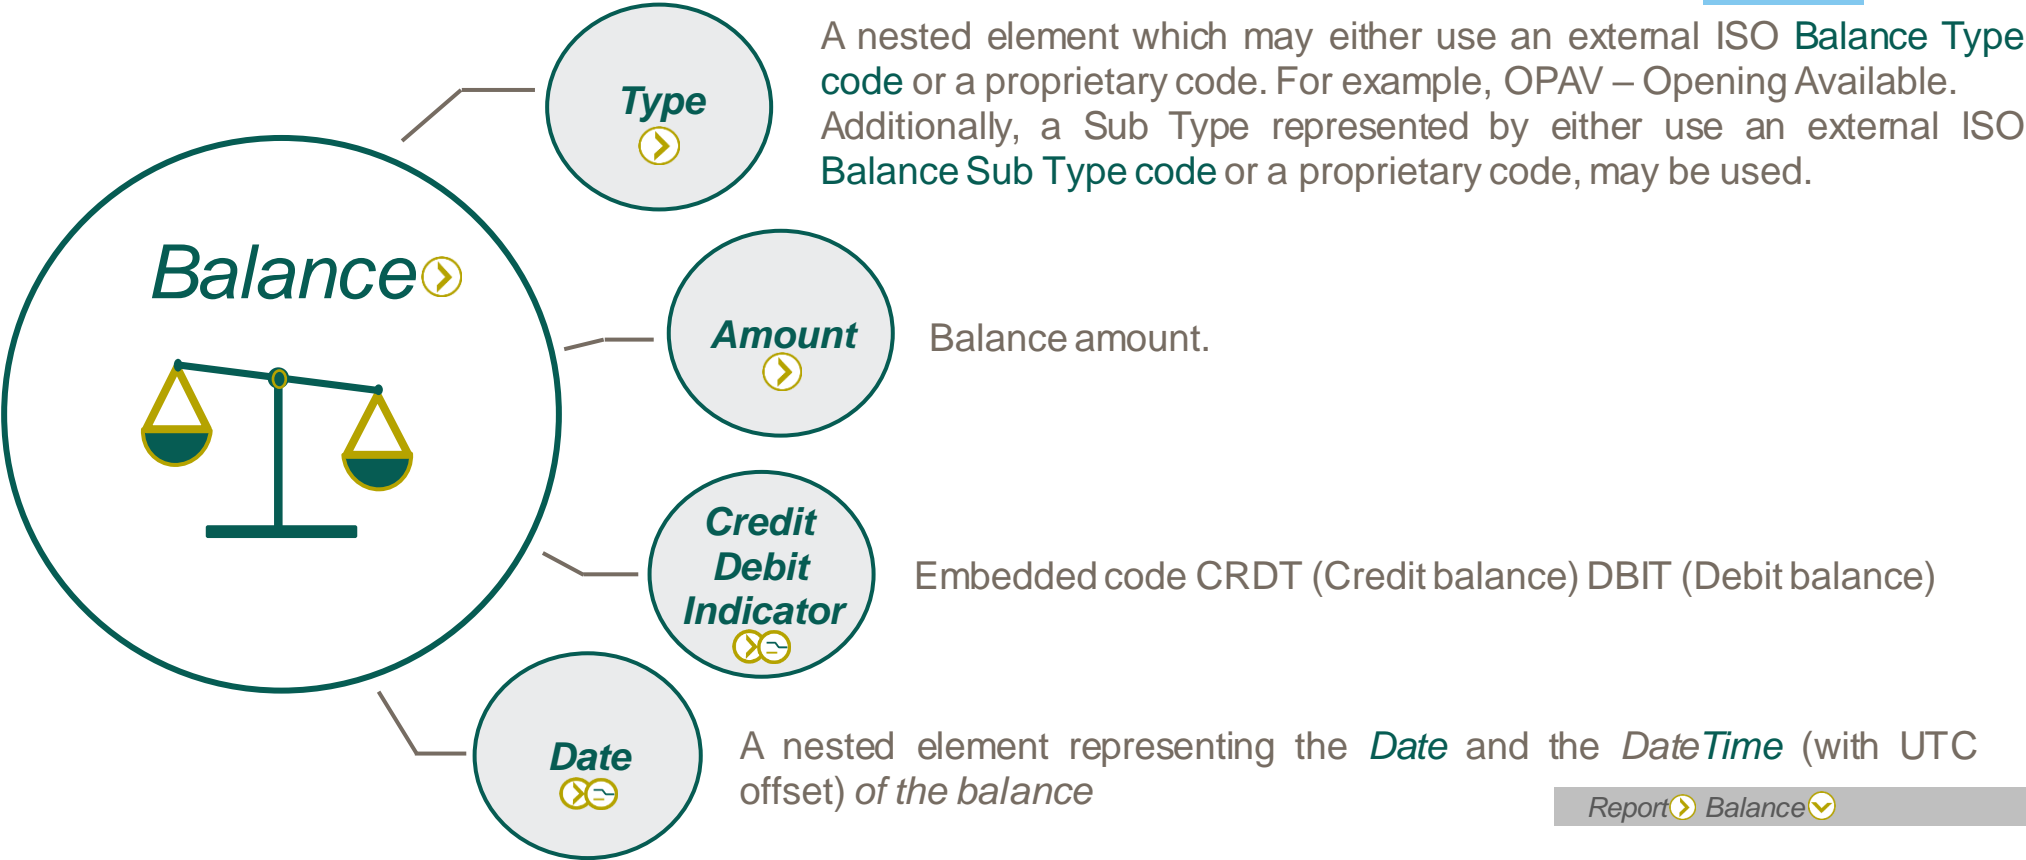 Type
A nested element which may either use an external ISO Balance Type
code or a proprietary code. For example, OPAV – Opening Available.
Additionally, a Sub Type represented by either use an external ISO
Balance Sub Type code or a proprietary code, may be used.
Balance
Amount
Balance amount.
Credit
Debit
Indicator
Embedded code CRDT (Credit balance) DBIT (Debit balance)
Date
A nested element representing the Date and the DateTime (with UTC
offset) of the balance
Report Balance